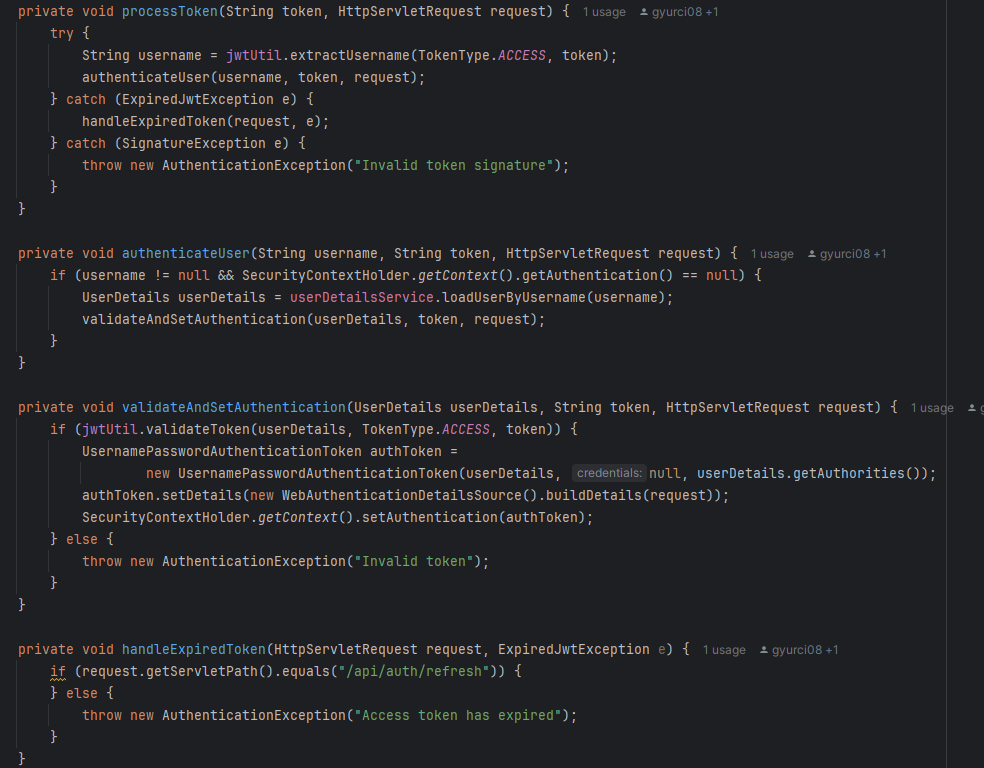 private void processToken(String token, HttpServletRequest request) { 1 usage gyurci08 +1
try {
String username = jwtUtil.extractUsername(TokenType.ACCESS, token);
authenticateUser(username, token, request);
} catch (ExpiredJwtException e) {
handleExpiredToken(request, e);
} catch (SignatureException e) {
throw new AuthenticationException("Invalid token signature");
}
}
private void authenticateUser(String username, String token, HttpServletRequest request) { 1 usage gyurci08 +1
if (username != null && SecurityContextHolder.getContext().getAuthentication() == null) {
UserDetails userDetails = userDetailsService.loadUserByUsername(username);
validateAndSetAuthentication(userDetails, token, request);
}
}
private void validateAndSetAuthentication(UserDetails userDetails, String token, HttpServletRequest request) { 1 usage
if (jwtUtil.validateToken(userDetails, TokenType.ACCESS, token)) {
UsernamePasswordAuthenticationToken authToken =
new UsernamePasswordAuthenticationToken(userDetails, credentials: null, userDetails.getAuthorities());
authToken.setDetails(new WebAuthenticationDetailsSource().buildDetails(request));
SecurityContextHolder.getContext().setAuthentication(authToken);
} else {
throw new AuthenticationException("Invalid token");
}
}
private void handleExpiredToken(HttpServletRequest request, ExpiredJwtException e) { 1 usage gyurci08 +1
if (request.getServletPath().equals("/api/auth/refresh")) {
} else {
throw new AuthenticationException("Access token has expired");
}
}